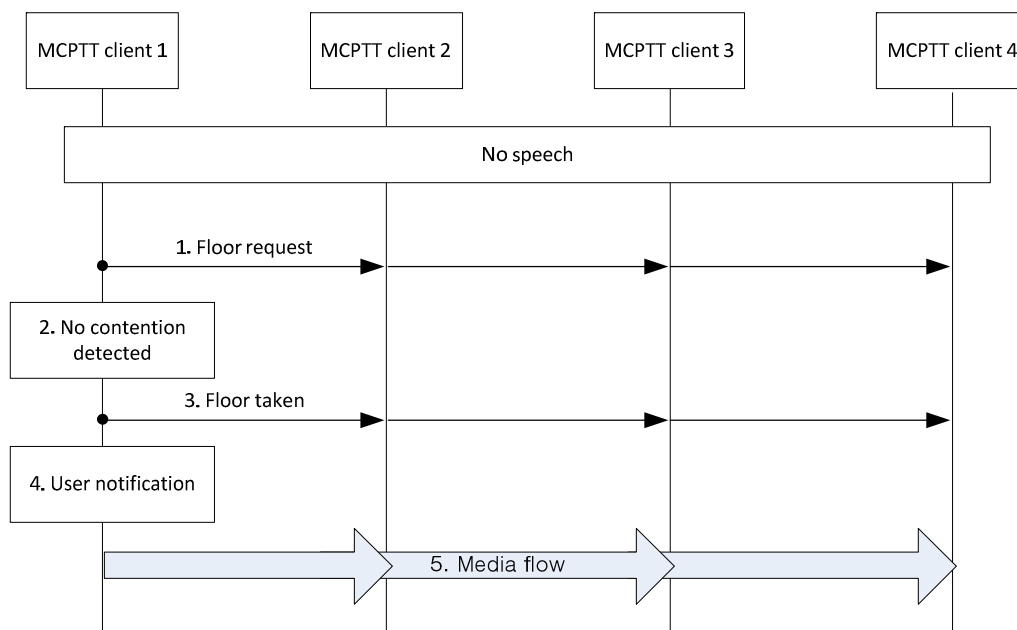 MCPTT client 1
MCPTT client 2
MCPTT client 3
MCPTT client 4
No speech
1. Floor request
2. No contention
detected
3. Floor taken
4. User notification
5. Media flow